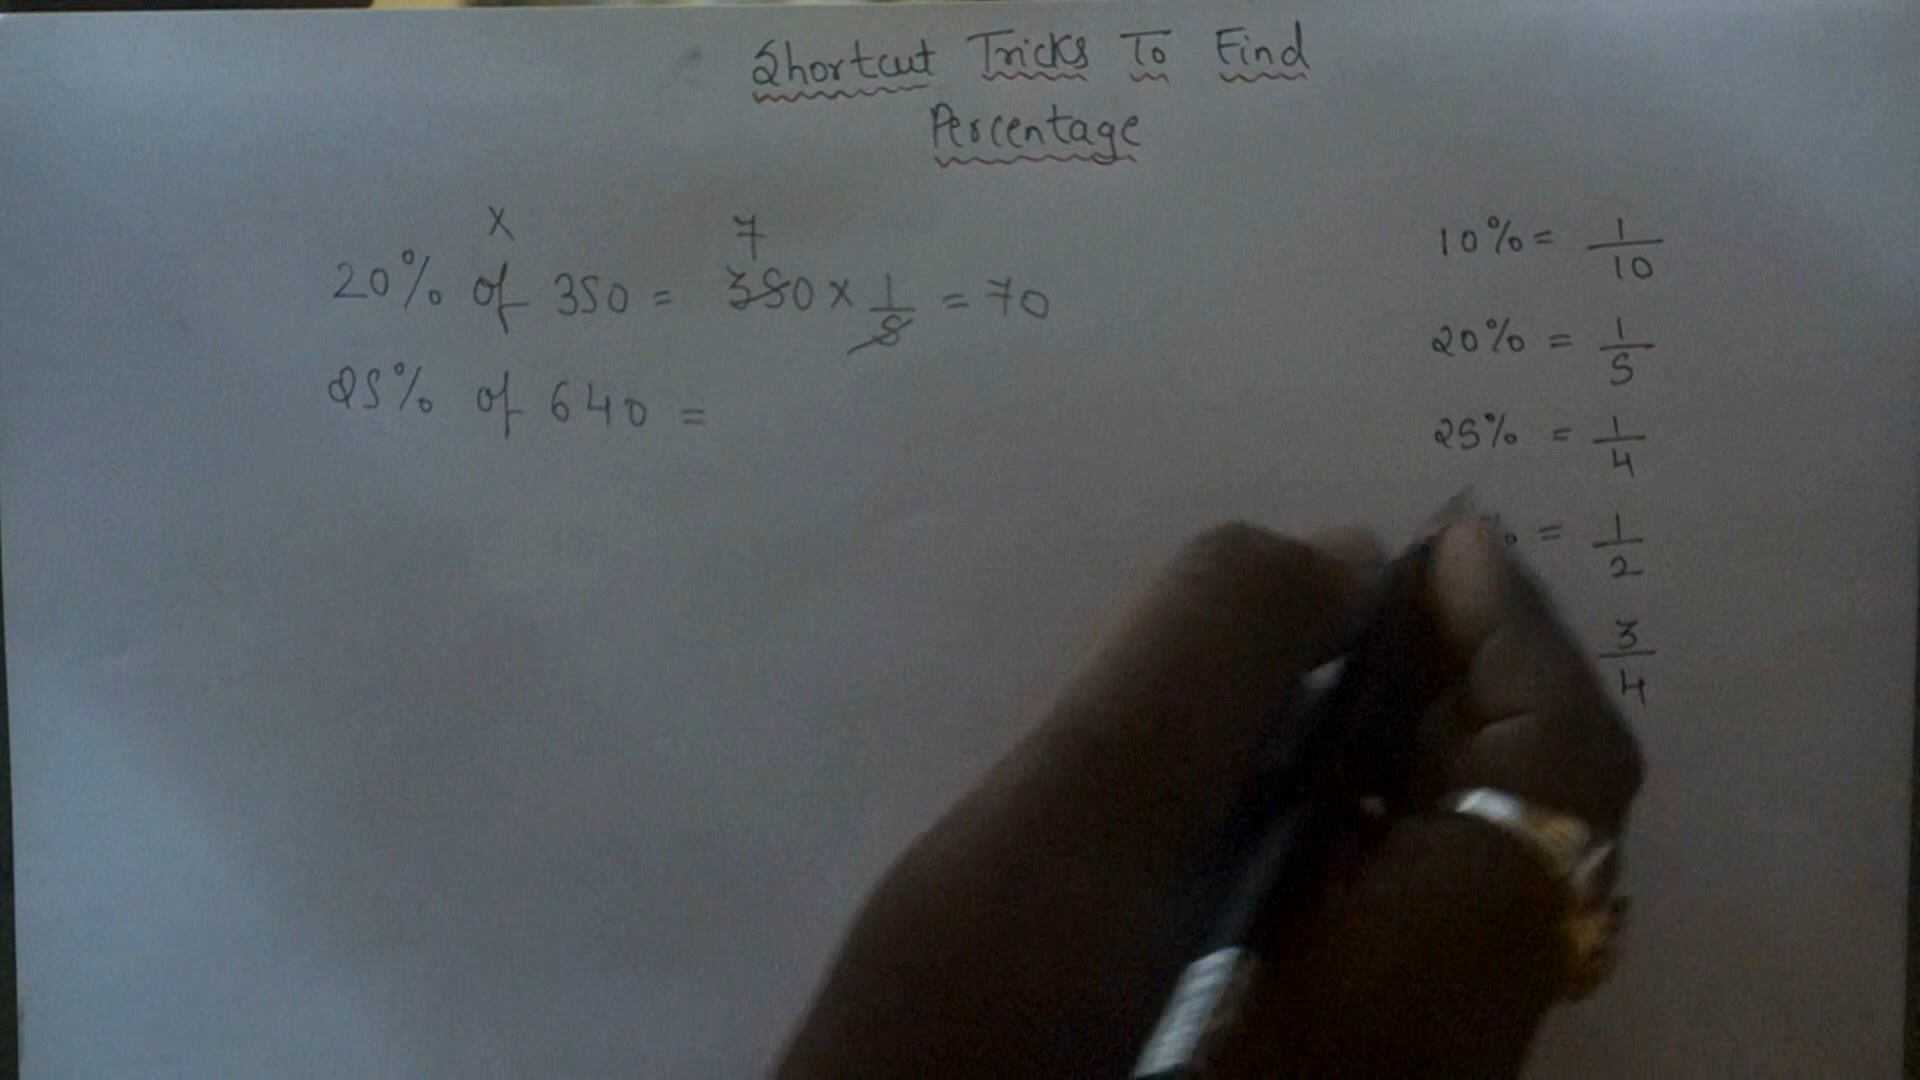 Shortcut Tricks To Find
Percentage
x
7
20% of 350 = 350 x 1/5 = 70
25% of 640 =
10% = 1/10
20% = 1/5
25% = 1/4
% = 1/2
3/4